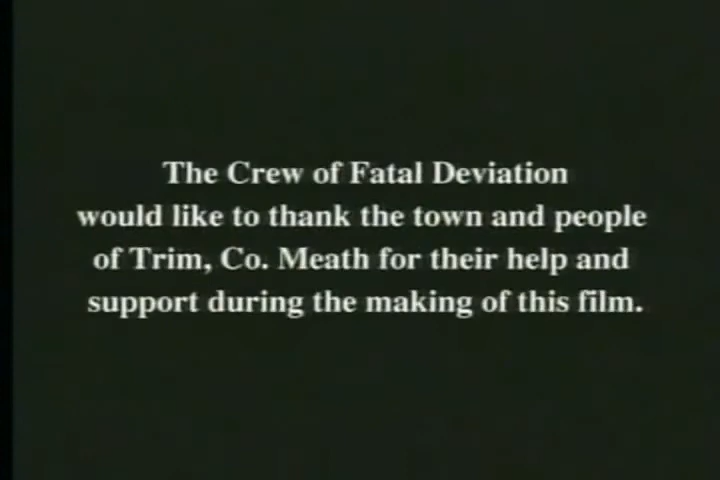 The Crew of Fatal Deviation
would like to thank the town and people
of Trim, Co. Meath for their help and
support during the making of this film.